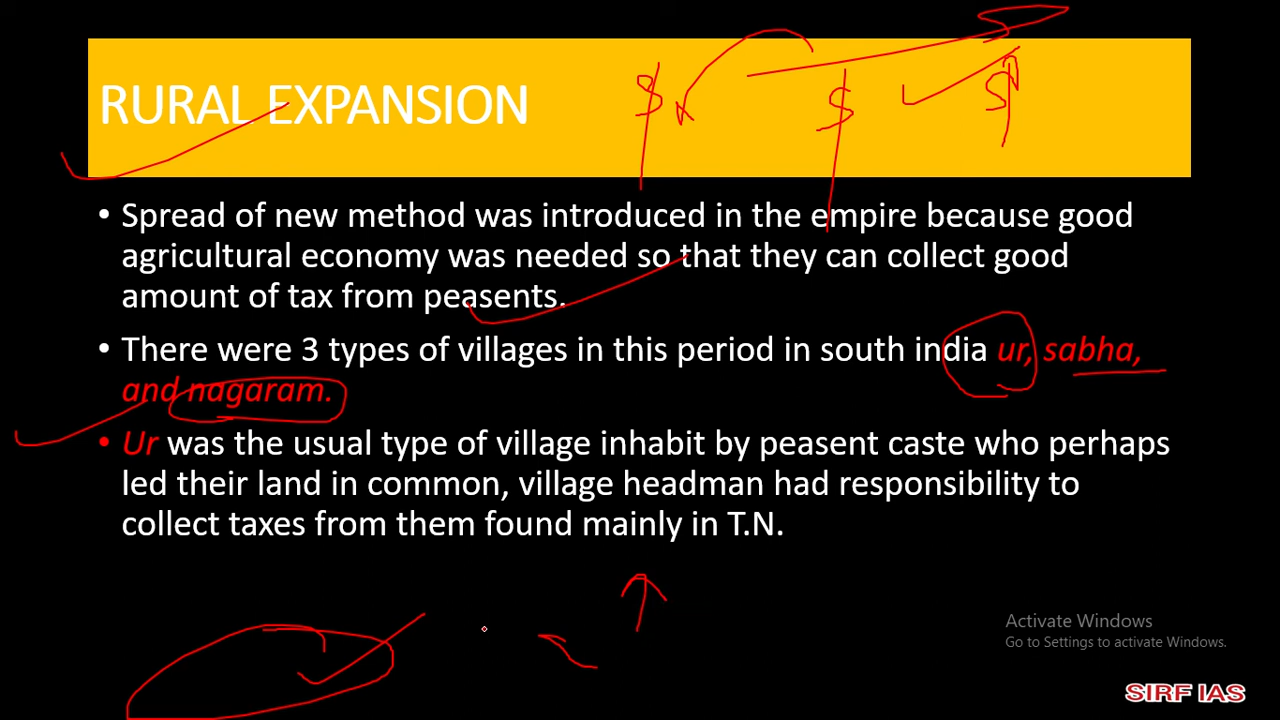 RURAL EXPANSION
$ $ $
• Spread of new method was introduced in the empire because good
agricultural economy was needed so that they can collect good
amount of tax from peasents.
• There were 3 types of villages in this period in south india ur, sabha,
and nagaram.
• Ur was the usual type of village inhabit by peasent caste who perhaps
led their land in common, village headman had responsibility to
collect taxes from them found mainly in T.N.
Activate Windows
Go to Settings to activate Windows.
SIRF IAS